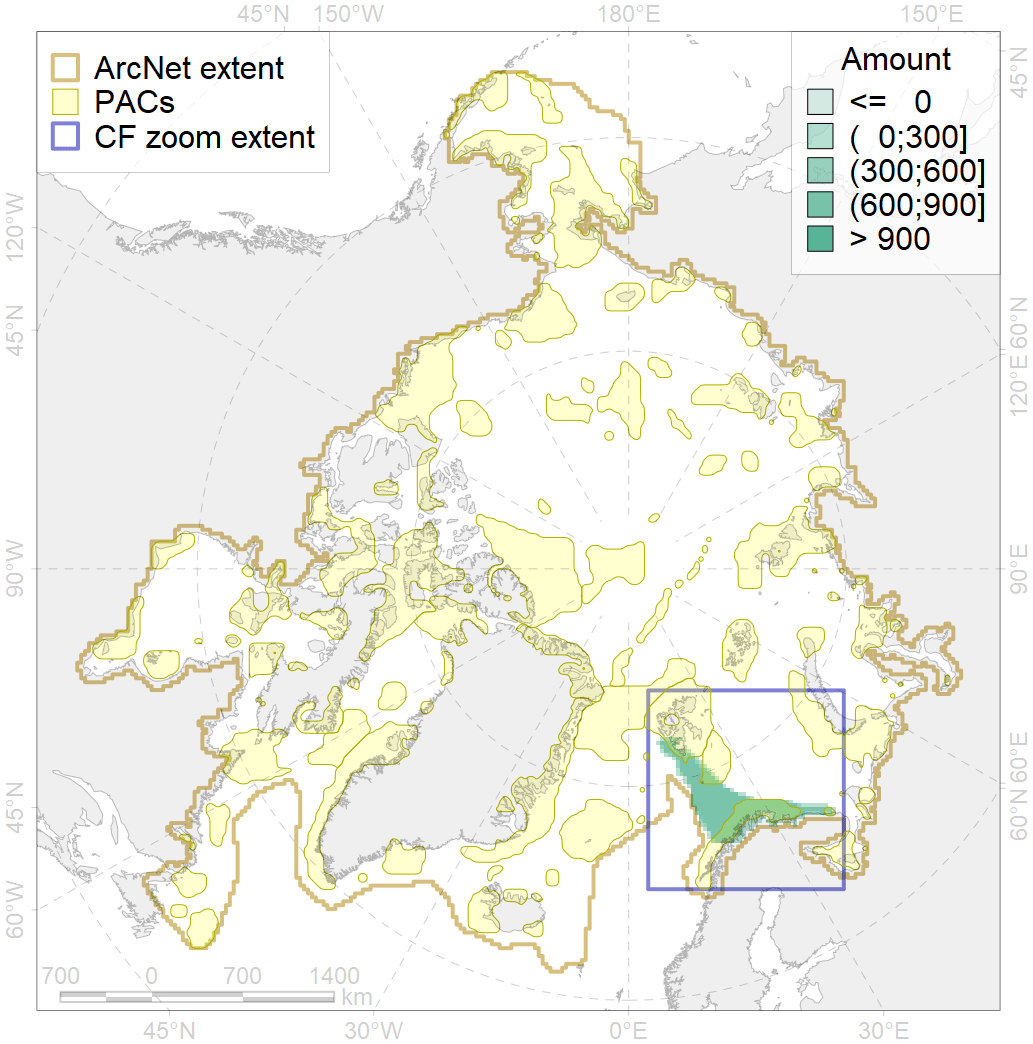 45°N 150°W 180°E 150°E
ArcNet extent
PACs
CF zoom extent
Amount
<= 0
( 0;300]
(300;600]
(600;900]
> 900
45°N
120°W
45°N
60°N
120°E
90°W
90°E
45°N
60°N
60°E
60°W
700 0 700 1400
km
45°N 30°W 0°E 30°E